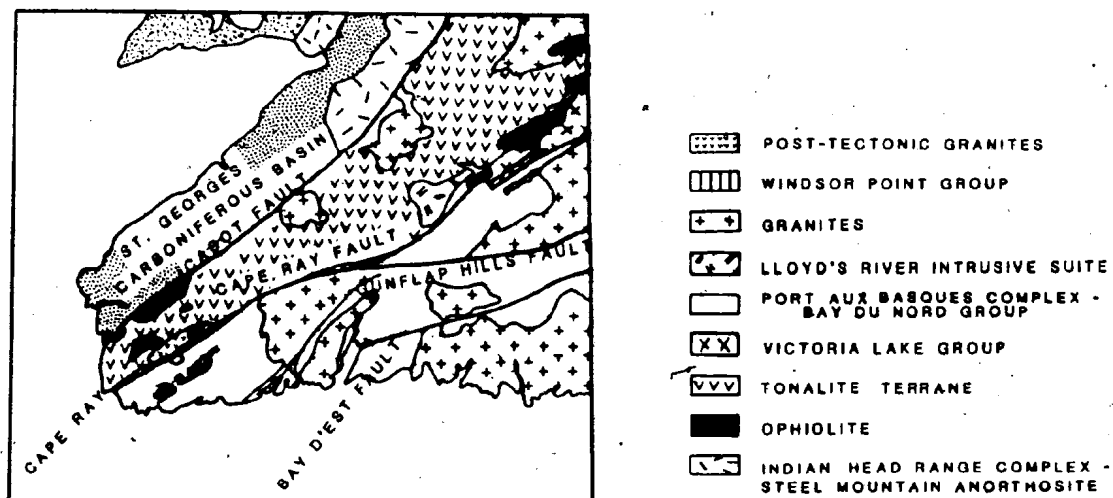 ST. GEORGES
CARBONIFEROUS BASIN
CABOT FAULT
CAPE RAY FAULT
GUNFLAP HILLS FAULT
CAPE RAY
BAY D'EST FAULT
POST-TECTONIC GRANITES
WINDSOR POINT GROUP
GRANITES
LLOYD'S RIVER INTRUSIVE SUITE
PORT AUX BASQUES COMPLEX -
BAY DU NORD GROUP
VICTORIA LAKE GROUP
TONALITE TERRANE
OPHIOLITE
INDIAN HEAD RANGE COMPLEX -
STEEL MOUNTAIN ANORTHOSITE